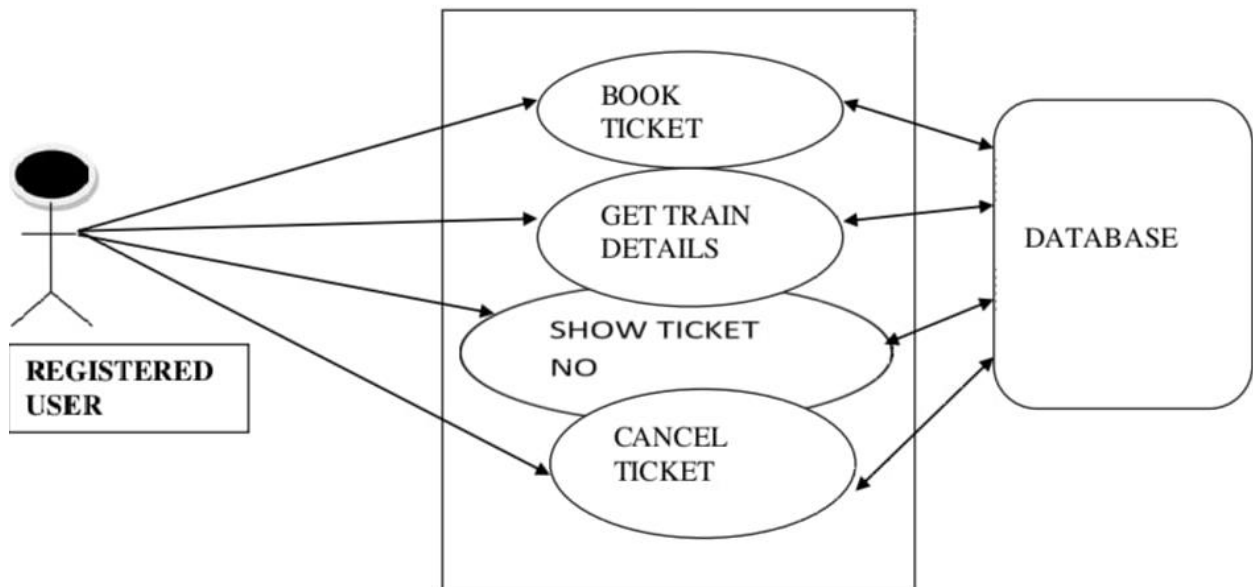 BOOK
TICKET
GET TRAIN
DETAILS
SHOW TICKET
NO
CANCEL
TICKET
REGISTERED
USER
DATABASE